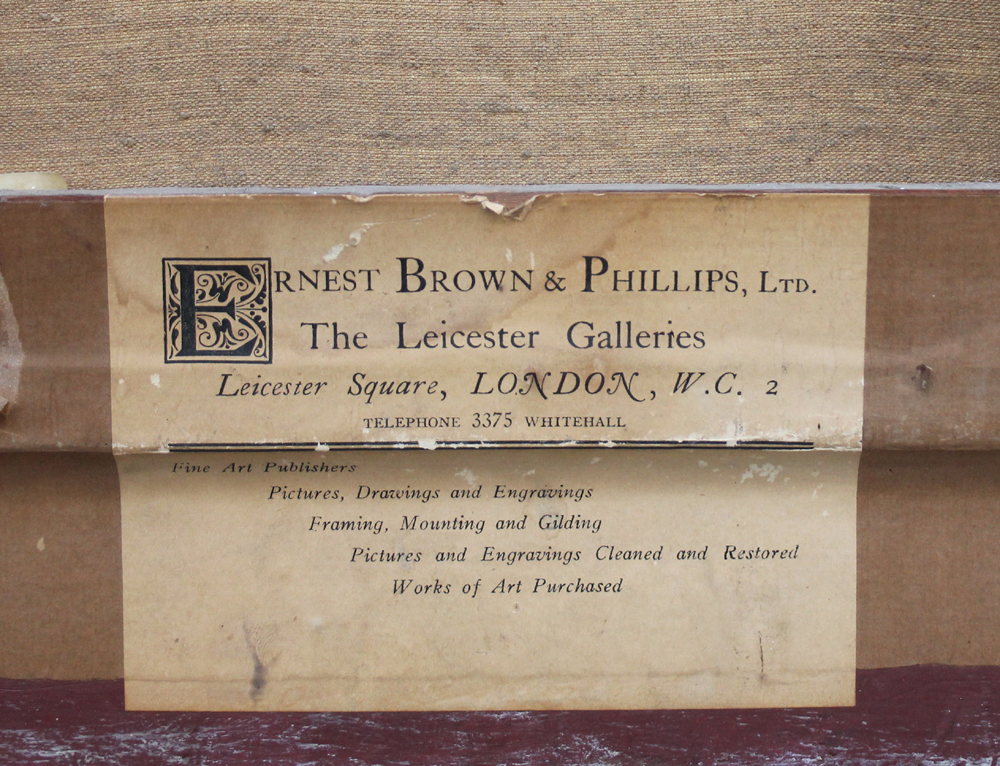 ERNEST BROWN & PHILLIPS, LTD.
The Leicester Galleries
Leicester Square, LONDON, W.C. 2
TELEPHONE 3375 WHITEHALL
Fine Art Publishers
Pictures, Drawings and Engravings
Framing, Mounting and Gilding
Pictures and Engravings Cleaned and Restored
Works of Art Purchased